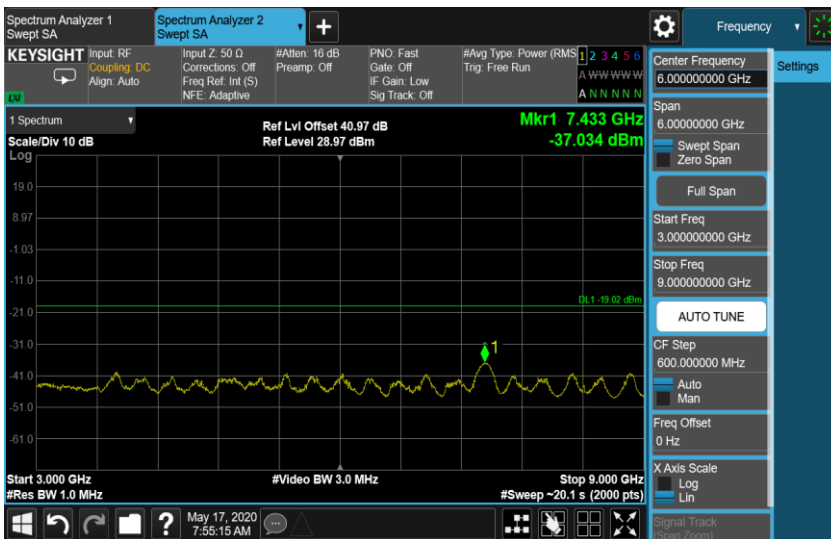 Spectrum Analyzer 1
Swept SA
Spectrum Analyzer 2
Swept SA
+
Frequency
KEYSIGHT
LXI
Input: RF
Coupling: DC
Align: Auto
Input Z: 50 Ω
Corrections: Off
Freq Ref: Int (S)
NFE: Adaptive
#Atten: 16 dB
Preamp: Off
PNO: Fast
Gate: Off
IF Gain: Low
Sig Track: Off
#Avg Type: Power (RMS
Trig: Free Run
1 2 3 4 5 6
A W W W W W
A N N N N N
1 Spectrum
Scale/Div 10 dB
Log
Ref Lvl Offset 40.97 dB
Ref Level 28.97 dBm
Mkr1 7.433 GHz
-37.034 dBm
19.0
8.97
-1.03
-11.0
-21.0
-31.0
-41.0
-51.0
-61.0
DL1 -19.02 dBm
1
Start 3.000 GHz
#Res BW 1.0 MHz
#Video BW 3.0 MHz
Stop 9.000 GHz
#Sweep ~20.1 s (2000 pts)
Center Frequency
6.000000000 GHz
Span
6.00000000 GHz
Swept Span
Zero Span
Full Span
Start Freq
3.000000000 GHz
Stop Freq
9.000000000 GHz
AUTO TUNE
CF Step
600.000000 MHz
Auto
Man
Freq Offset
0 Hz
X Axis Scale
Log
Lin
Signal Track
(Span Zoom)
Settings
?
May 17, 2020
7:55:15 AM